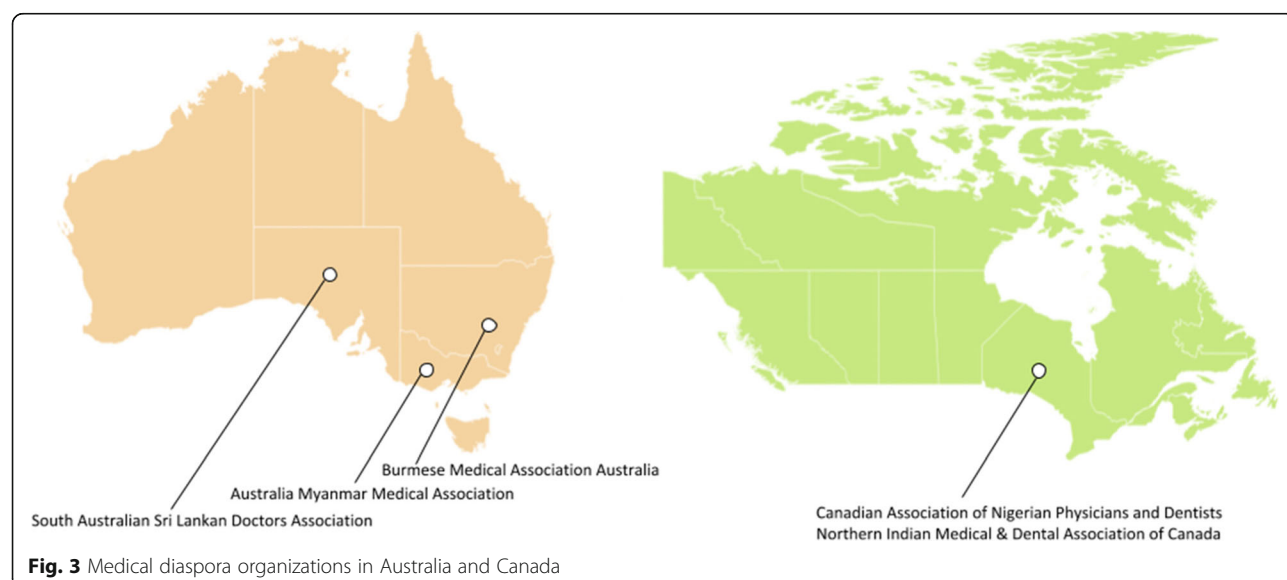 Burmese Medical Association Australia
Australia Myanmar Medical Association
South Australian Sri Lankan Doctors Association
Canadian Association of Nigerian Physicians and Dentists
Northern Indian Medical & Dental Association of Canada
Fig. 3 Medical diaspora organizations in Australia and Canada